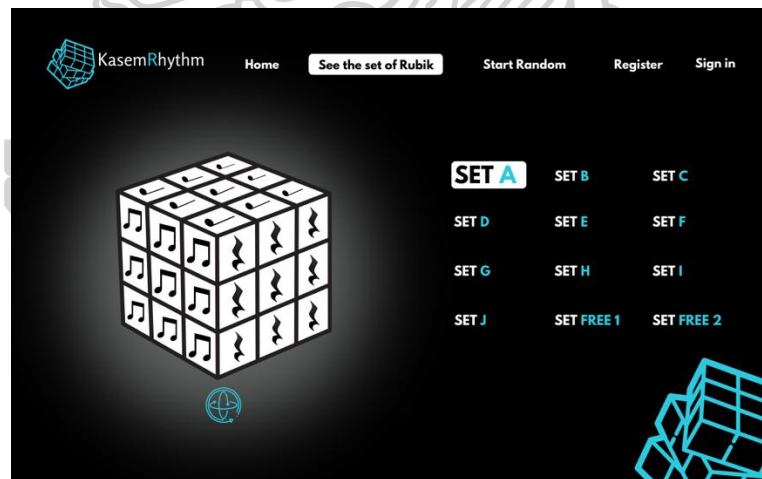 KasemRhythm Home See the set of Rubik Start Random Register Sign in
SET A SET B SET C
SET D SET E SET F
SET G SET H SET I
SET J SET FREE 1 SET FREE 2